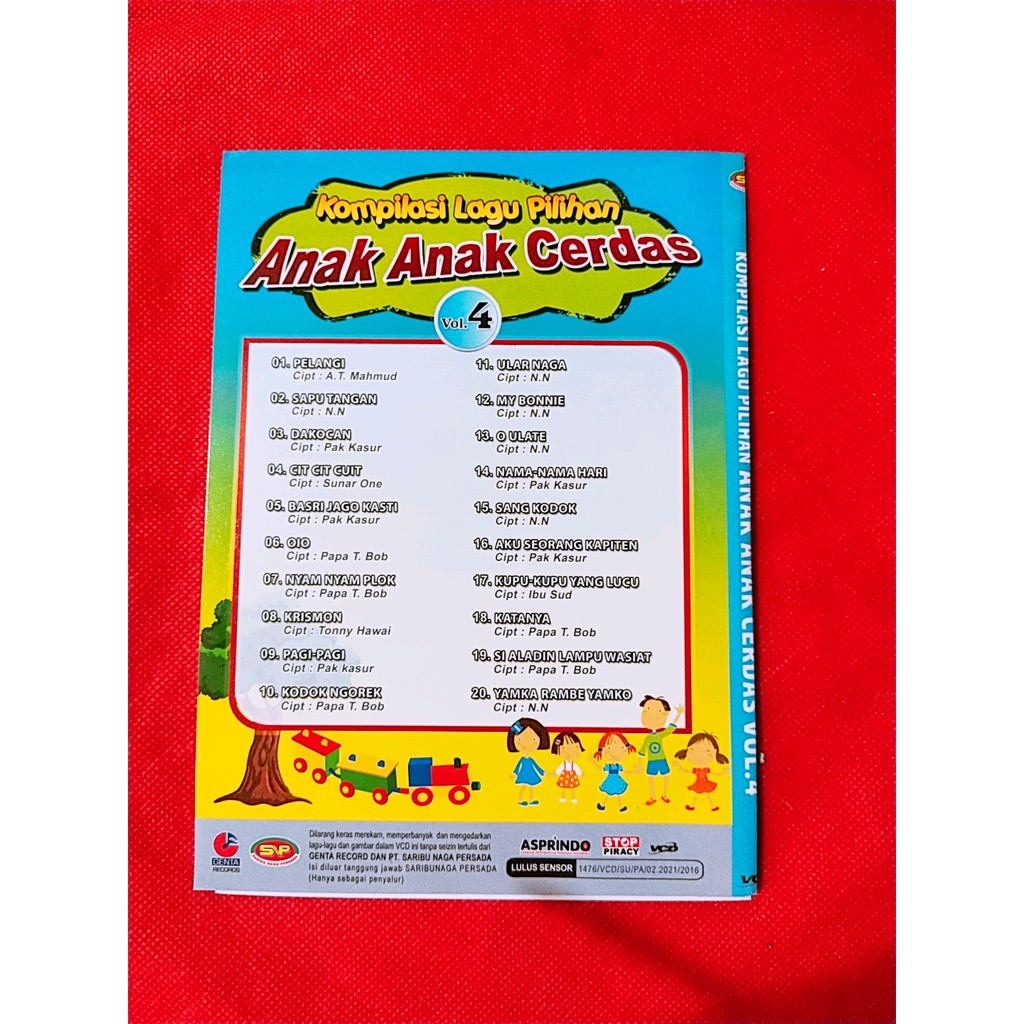 Kompilasi Lagu Pilihan
Anak Anak Cerdas
Vol. 4
01. PELANGI
Cipt : A.T. Mahmud
02. SAPU TANGAN
Cipt : N.N
03. DAKOCAN
Cipt : Pak Kasur
04. CIT CIT CUIT
Cipt : Sunar One
05. BASRI JAGO KASTI
Cipt : Pak Kasur
06. OIO
Cipt : Papa T. Bob
07. NYAM NYAM PLOK
Cipt : Papa T. Bob
08. KRISMON
Cipt : Tonny Hawai
09. PAGI-PAGI
Cipt : Pak kasur
10. KODOK NGOREK
Cipt : Papa T. Bob
11. ULAR NAGA
Cipt : N.N
12. MY BONNIE
Cipt : N.N
13. O ULATE
Cipt : N.N
14. NAMA-NAMA HARI
Cipt : Pak Kasur
15. SANG KODOK
Cipt : N.N
16. AKU SEORANG KAPITEN
Cipt : Pak Kasur
17. KUPU-KUPU YANG LUCU
Cipt : Ibu Sud
18. KATANYA
Cipt : Papa T. Bob
19. SI ALADIN LAMPU WASIAT
Cipt : Papa T. Bob
20. YAMKA RAMBE YAMKO
Cipt : N.N
GENTA
RECORDS
SNP
SARIBU NAGA PERSADA
Dilarang keras merekam, memperbanyak dan mengedarkan
lagu-lagu dan gambar dalam VCD ini tanpa seizin tertulis dari
GENTA RECORD DAN PT. SARIBU NAGA PERSADA
Isi diluar tanggung jawab SARIBUNAGA PERSADA
(Hanya sebagai penyalur)
ASPRINDO
STOP
PIRACY
VCD
LULUS SENSOR 1476/VCD/SU/PA/02.2021/2016
SNP
KOMPILASI LAGU PILIHAN ANAK ANAK CERDAS VOL.4